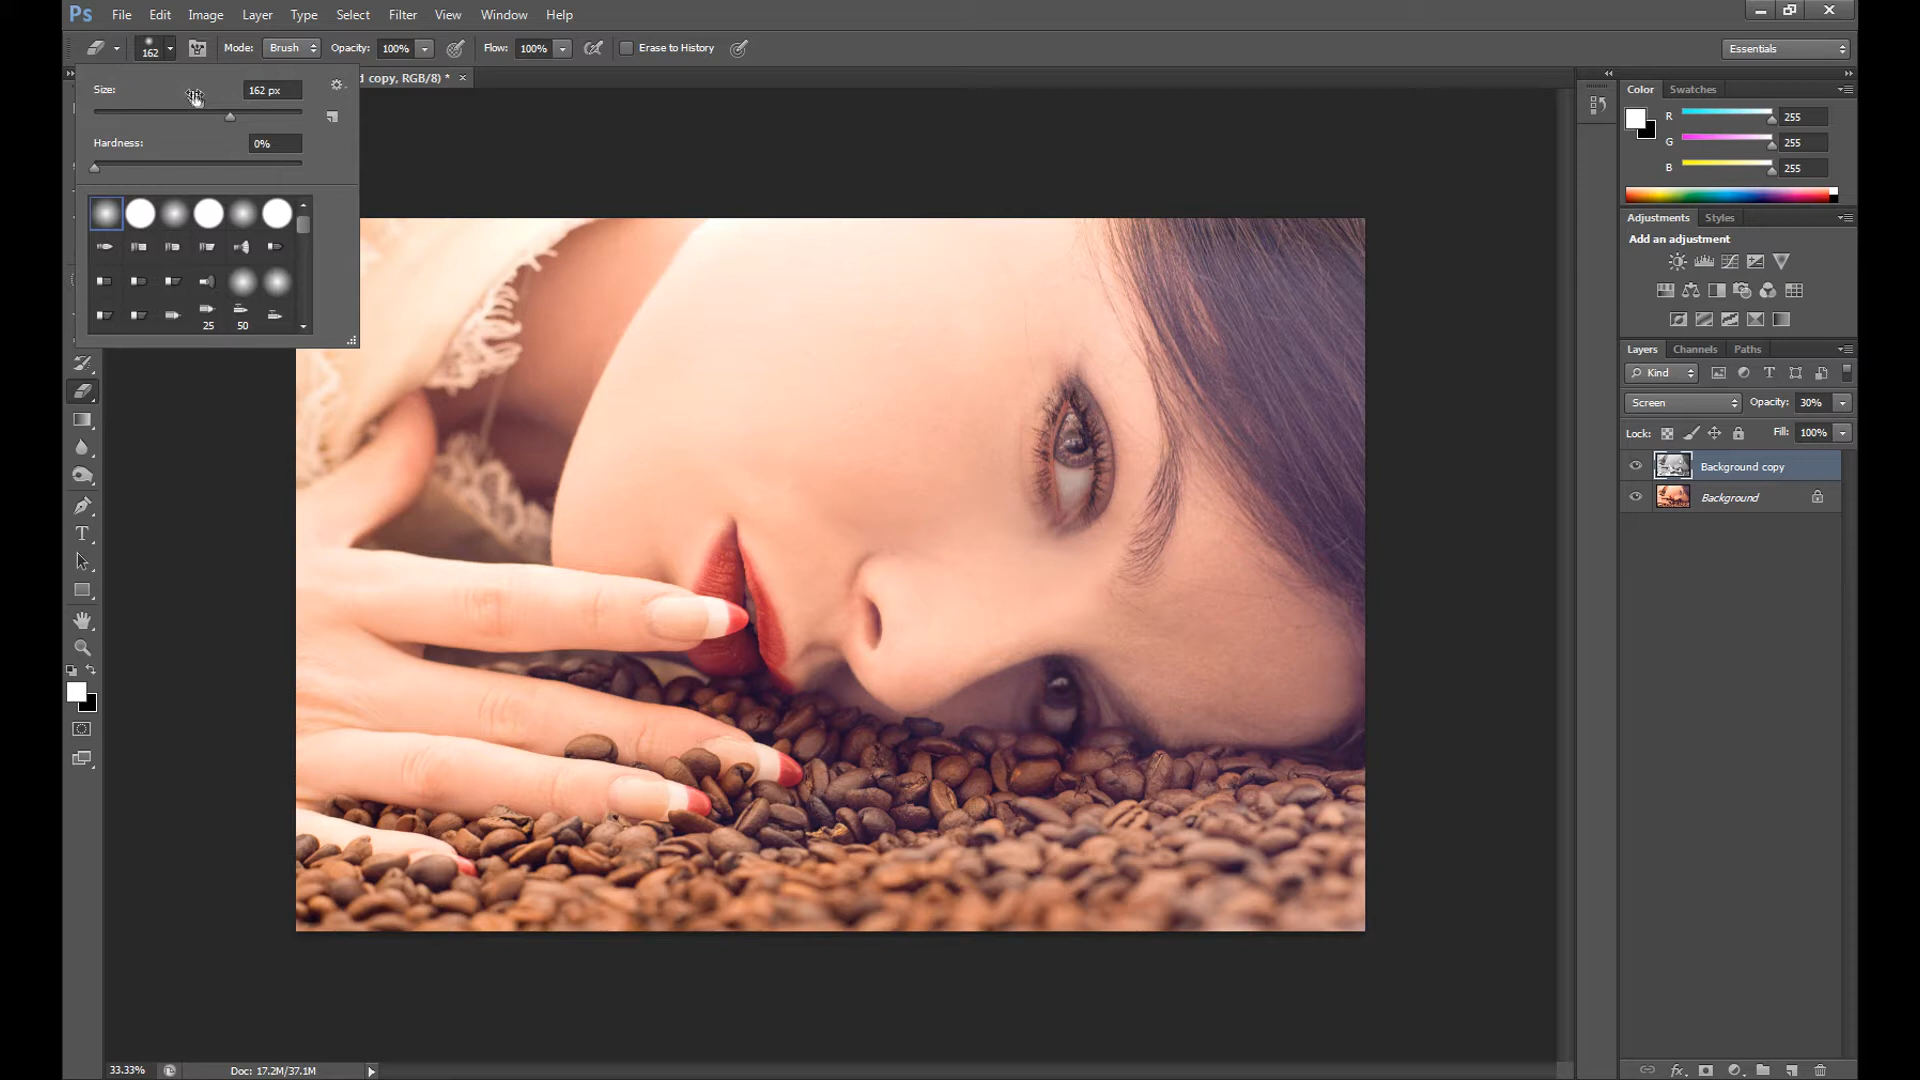 Ps File Edit Image Layer Type Select Filter View Window Help
162 Mode: Brush Opacity: 100% Flow: 100% Erase to History Essentials
d copy, RGB/8) * ×
Size: 162 px
Hardness: 0%
25 50
Color Swatches
R 255
G 255
B 255
Adjustments Styles
Add an adjustment
Layers Channels Paths
Kind
Screen Opacity: 30%
Lock: Fill: 100%
Background copy
Background
fx
33.33% Doc: 17.2M/37.1M